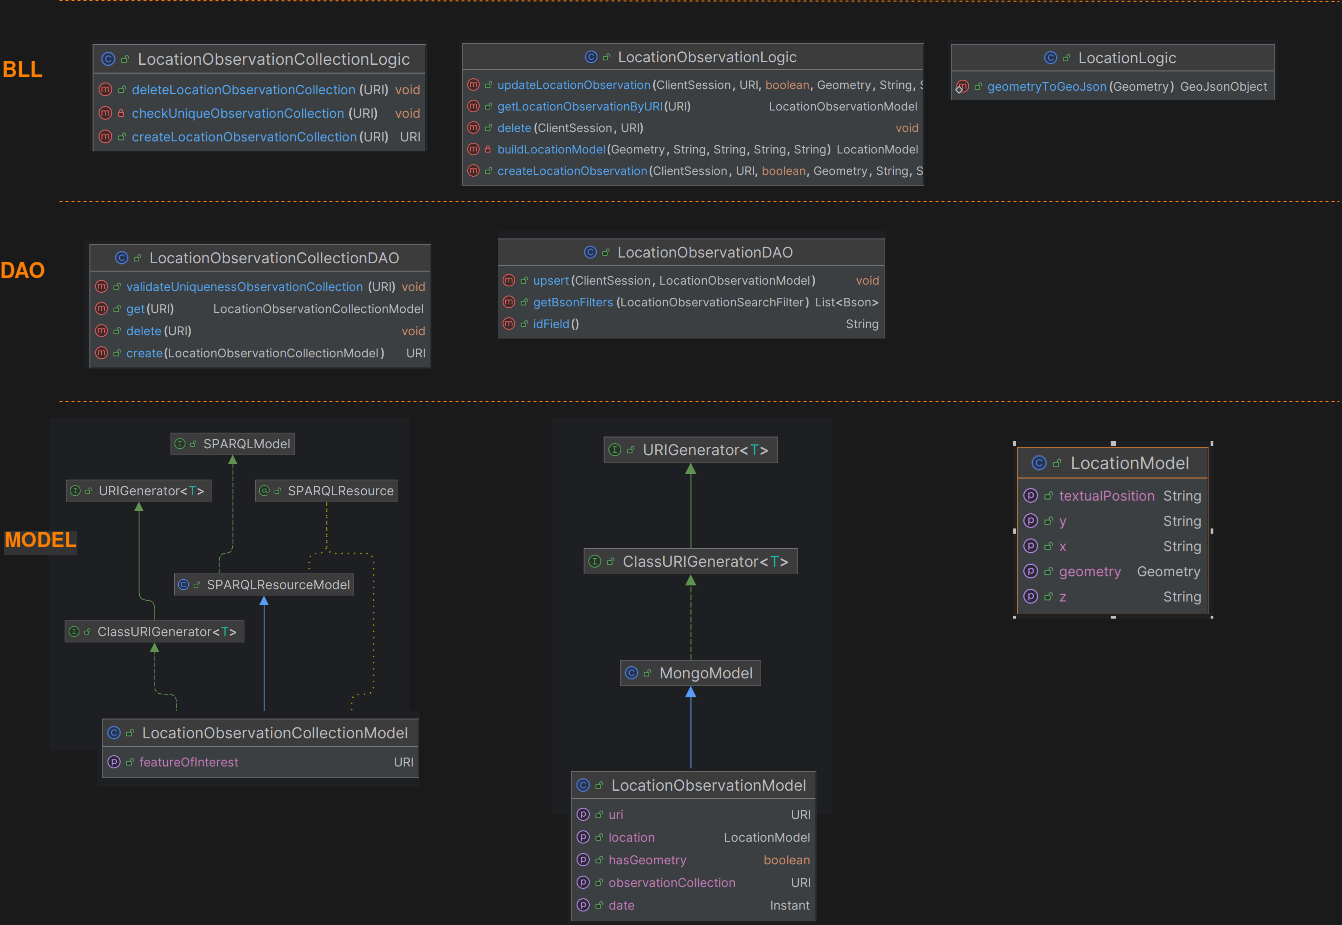 BLL
LocationObservationCollectionLogic
deleteLocationObservationCollection(URI) void
checkUniqueObservationCollection (URI) void
createLocationObservationCollection(URI) URI
LocationObservationLogic
updateLocationObservation(ClientSession, URI, boolean, Geometry, String, S
getLocationObservationByURI(URI) LocationObservationModel
delete(ClientSession, URI) void
buildLocationModel(Geometry, String, String, String, String) LocationModel
createLocationObservation(ClientSession, URI, boolean, Geometry, String, S
LocationLogic
geometryToGeoJson(Geometry) GeoJsonObject
DAO
LocationObservationCollectionDAO
validateUniquenessObservationCollection (URI) void
get(URI) LocationObservationCollectionModel
delete(URI) void
create(LocationObservationCollectionModel) URI
LocationObservationDAO
upsert(ClientSession, LocationObservationModel) void
getBsonFilters(LocationObservationSearchFilter) List<Bson>
idField() String
MODEL
SPARQLModel
URIGenerator<T>
SPARQLResource
SPARQLResourceModel
ClassURIGenerator<T>
LocationObservationCollectionModel
featureOfInterest URI
URIGenerator<T>
ClassURIGenerator<T>
MongoModel
LocationObservationModel
uri URI
location LocationModel
hasGeometry boolean
observationCollection URI
date Instant
LocationModel
textualPosition String
y String
x String
geometry Geometry
z String